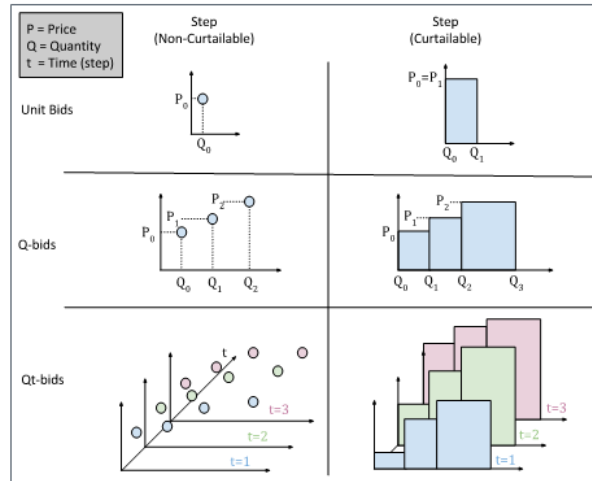 P = Price
Q = Quantity
t = Time (step)
Step
(Non-Curtailable)
Step
(Curtailable)
Unit Bids
P0
Q0
P0=P1
Q0 Q1
Q-bids
P0 P1 P2
Q0 Q1 Q2
P0 P1 P2
Q0 Q1 Q2 Q3
Qt-bids
t
t=3
t=2
t=1
t=3
t=2
t=1